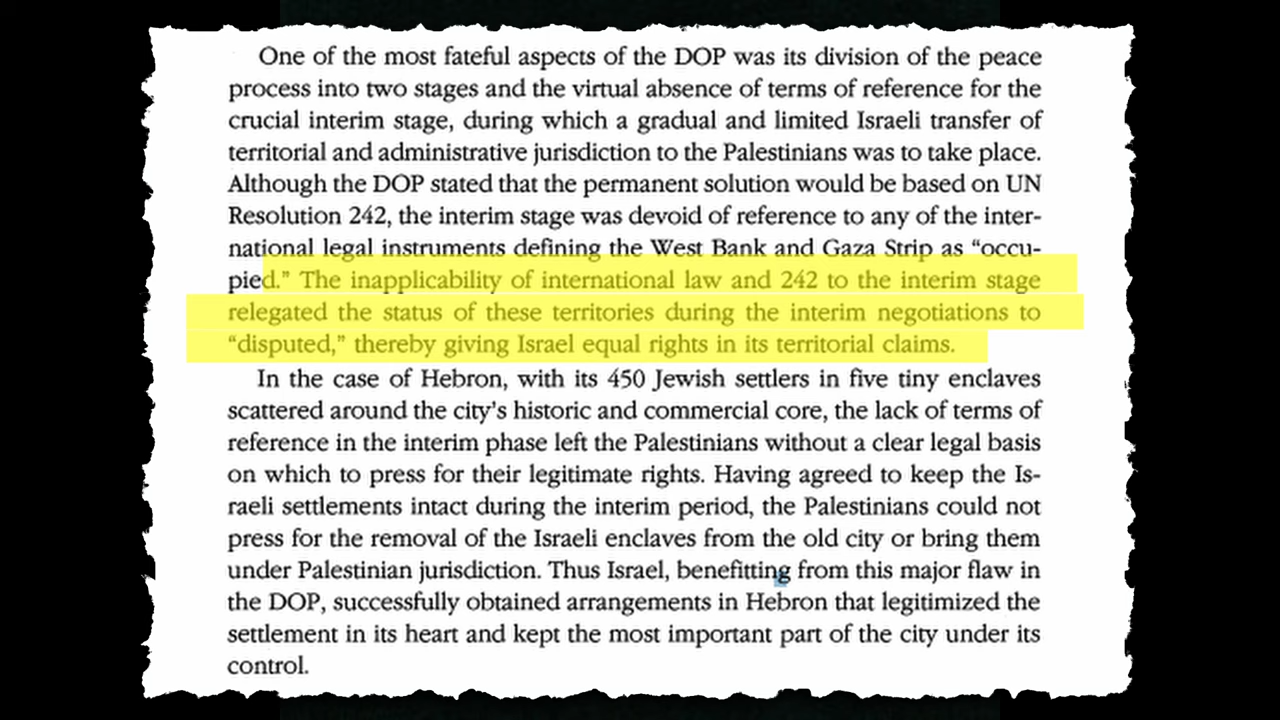 One of the most fateful aspects of the DOP was its division of the peace
process into two stages and the virtual absence of terms of reference for the
crucial interim stage, during which a gradual and limited Israeli transfer of
territorial and administrative jurisdiction to the Palestinians was to take place.
Although the DOP stated that the permanent solution would be based on UN
Resolution 242, the interim stage was devoid of reference to any of the inter-
national legal instruments defining the West Bank and Gaza Strip as “occu-
pied.” The inapplicability of international law and 242 to the interim stage
relegated the status of these territories during the interim negotiations to
“disputed,” thereby giving Israel equal rights in its territorial claims.
In the case of Hebron, with its 450 Jewish settlers in five tiny enclaves
scattered around the city’s historic and commercial core, the lack of terms of
reference in the interim phase left the Palestinians without a clear legal basis
on which to press for their legitimate rights. Having agreed to keep the Is-
raeli settlements intact during the interim period, the Palestinians could not
press for the removal of the Israeli enclaves from the old city or bring them
under Palestinian jurisdiction. Thus Israel, benefitting from this major flaw in
the DOP, successfully obtained arrangements in Hebron that legitimized the
settlement in its heart and kept the most important part of the city under its
control.